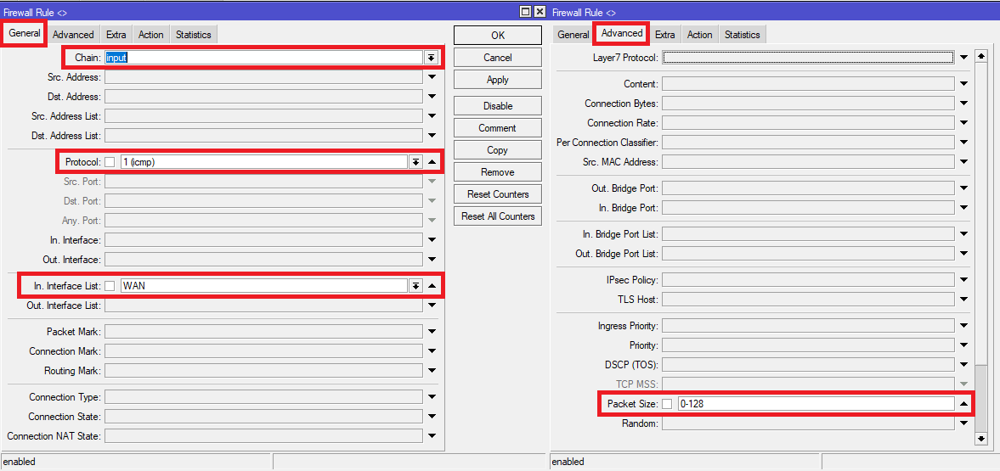 Firewall Rule <>
General Advanced Extra Action Statistics
Chain: input
Src. Address:
Dst. Address:
Src. Address List:
Dst. Address List:
Protocol: 1 (icmp)
Src. Port:
Dst. Port:
Any. Port:
In. Interface:
Out. Interface:
In. Interface List: WAN
Out. Interface List:
Packet Mark:
Connection Mark:
Routing Mark:
Connection Type:
Connection State:
Connection NAT State:
enabled
OK
Cancel
Apply
Disable
Comment
Copy
Remove
Reset Counters
Reset All Counters
Firewall Rule <>
General Advanced Extra Action Statistics
Layer7 Protocol:
Content:
Connection Bytes:
Connection Rate:
Per Connection Classifier:
Src. MAC Address:
Out. Bridge Port:
In. Bridge Port:
In. Bridge Port List:
Out. Bridge Port List:
IPsec Policy:
TLS Host:
Ingress Priority:
Priority:
DSCP (TOS):
TCP MSS:
Packet Size: 0-128
Random:
enabled